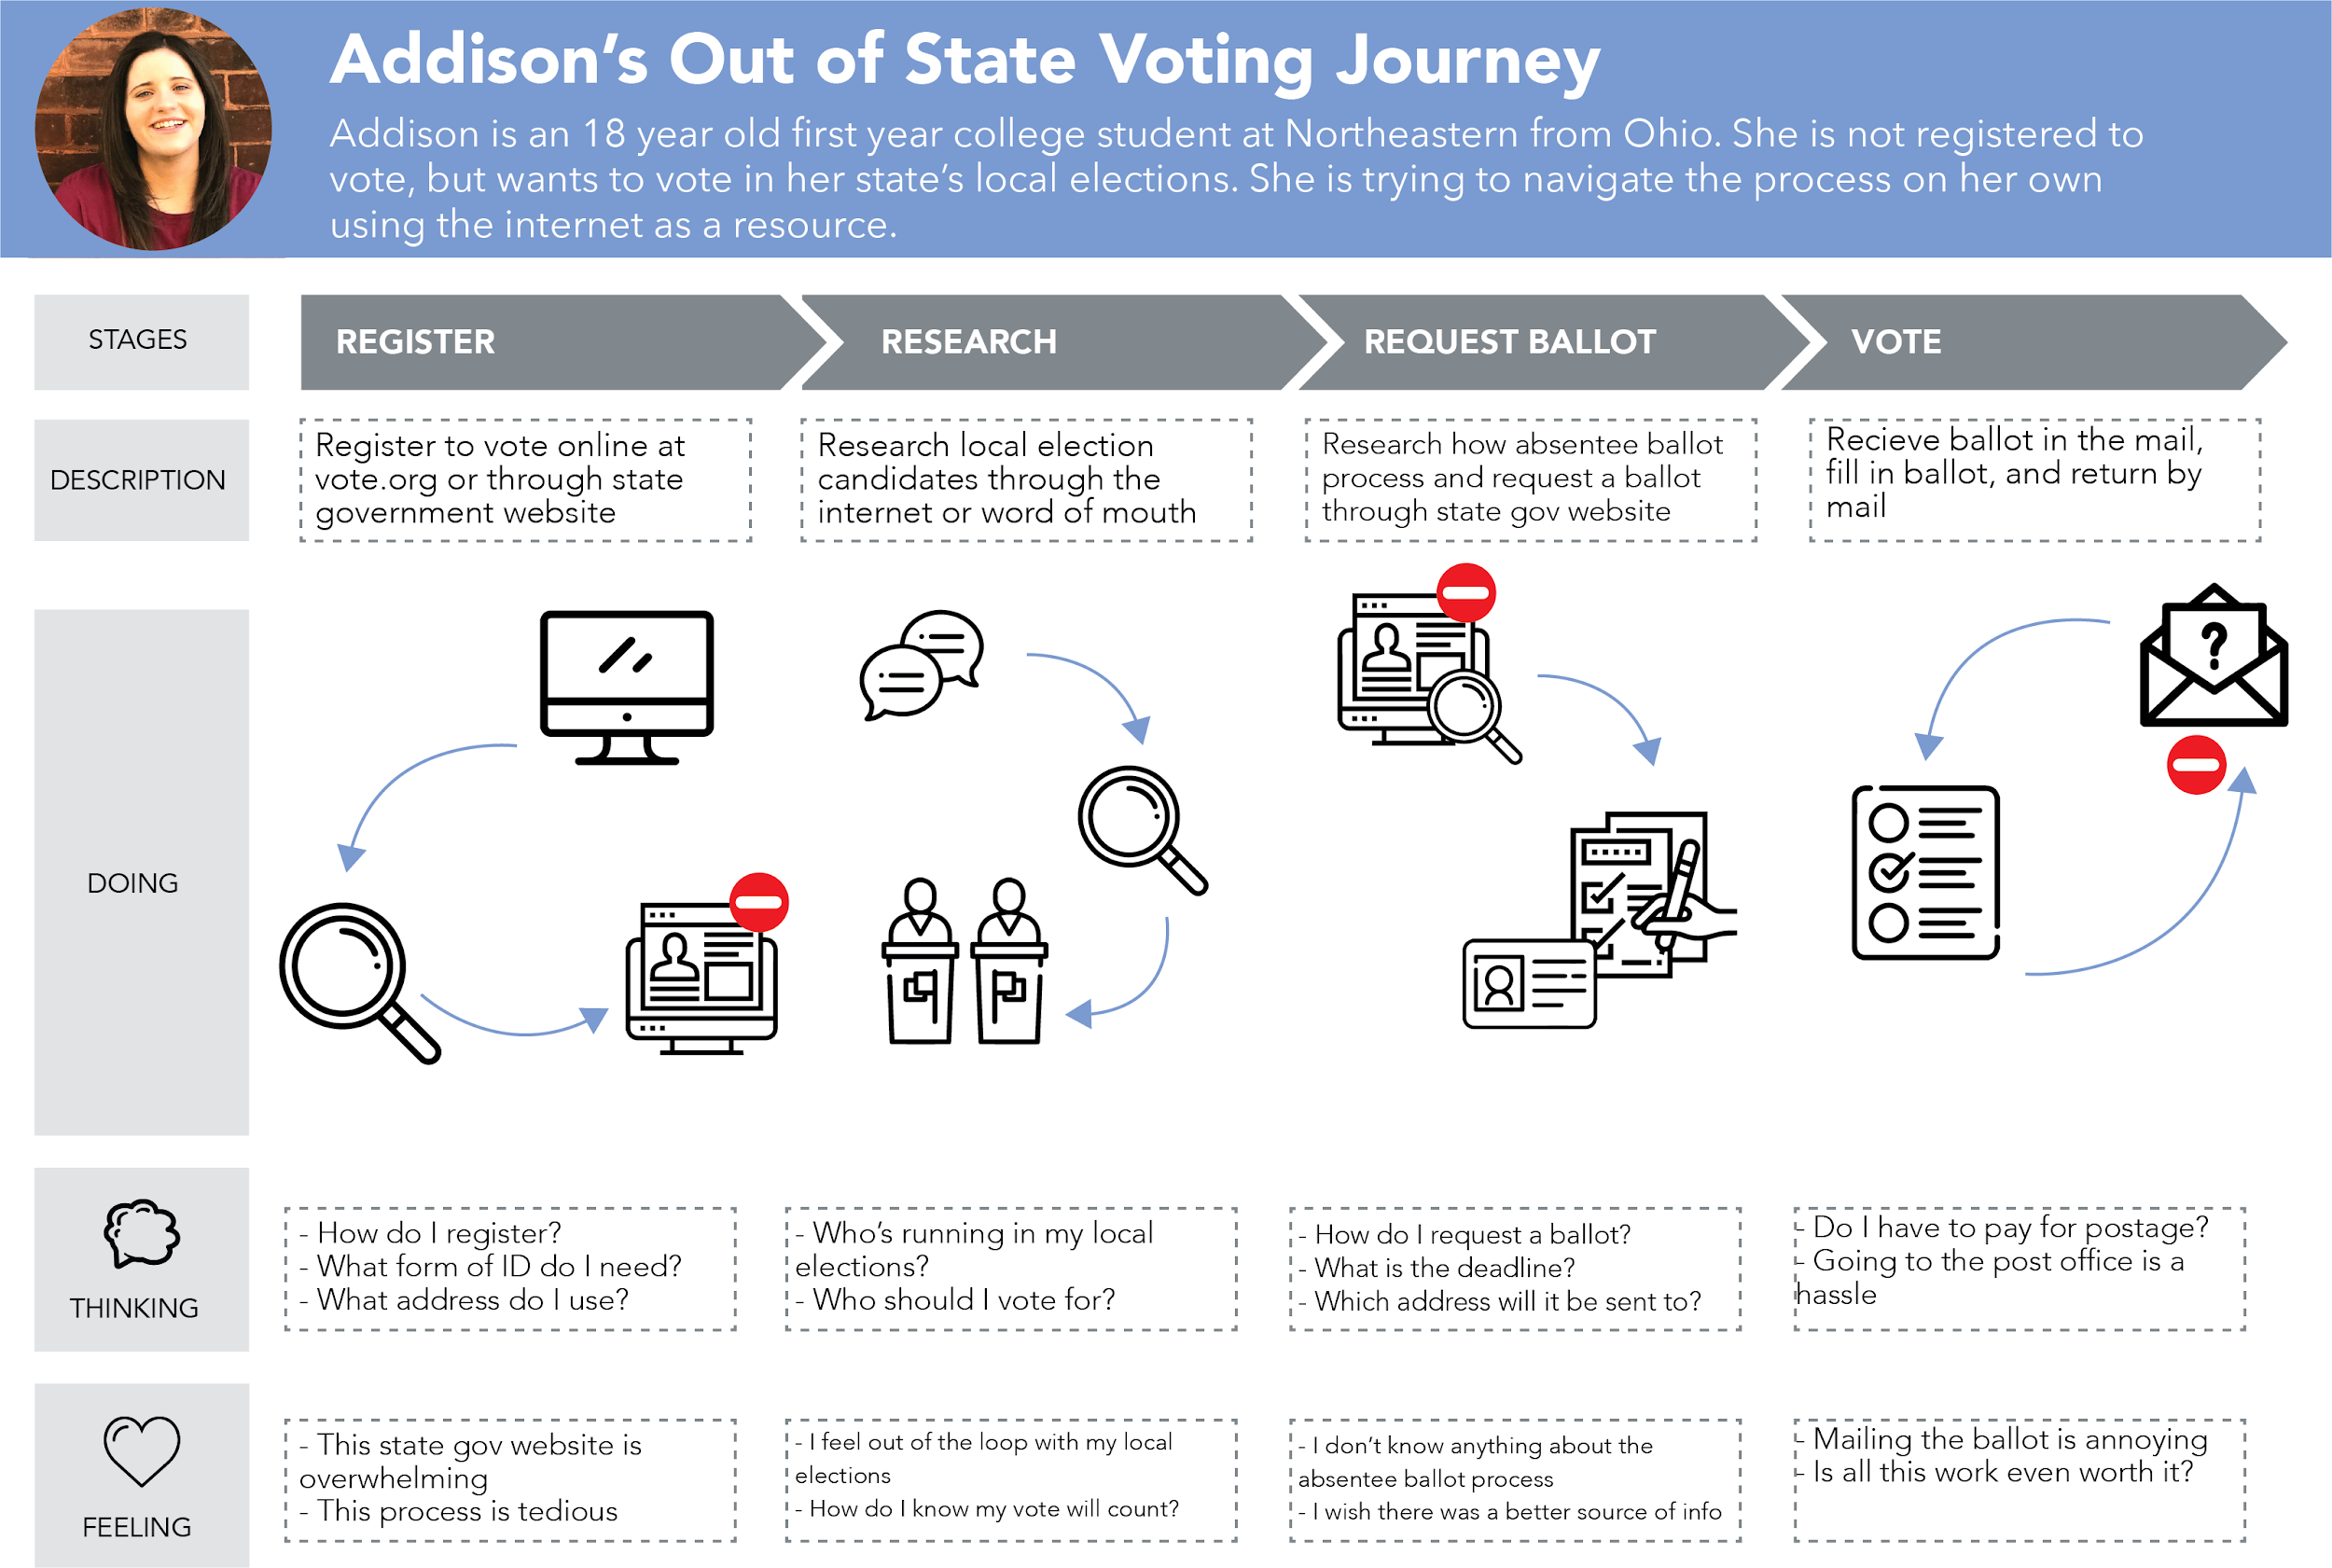 Addison’s Out of State Voting Journey
Addison is an 18 year old first year college student at Northeastern from Ohio. She is not registered to
vote, but wants to vote in her state’s local elections. She is trying to navigate the process on her own
using the internet as a resource.
STAGES
REGISTER
RESEARCH
REQUEST BALLOT
VOTE
DESCRIPTION
Register to vote online at
vote.org or through state
government website
Research local election
candidates through the
internet or word of mouth
Research how absentee ballot
process and request a ballot
through state gov website
Recieve ballot in the mail,
fill in ballot, and return by
mail
DOING
?
THINKING
- How do I register?
- What form of ID do I need?
- What address do I use?
- Who’s running in my local
elections?
- Who should I vote for?
- How do I request a ballot?
- What is the deadline?
- Which address will it be sent to?
- Do I have to pay for postage?
- Going to the post office is a
hassle
FEELING
- This state gov website is
overwhelming
- This process is tedious
- I feel out of the loop with my local
elections
- How do I know my vote will count?
- I don’t know anything about the
absentee ballot process
- I wish there was a better source of info
- Mailing the ballot is annoying
- Is all this work even worth it?